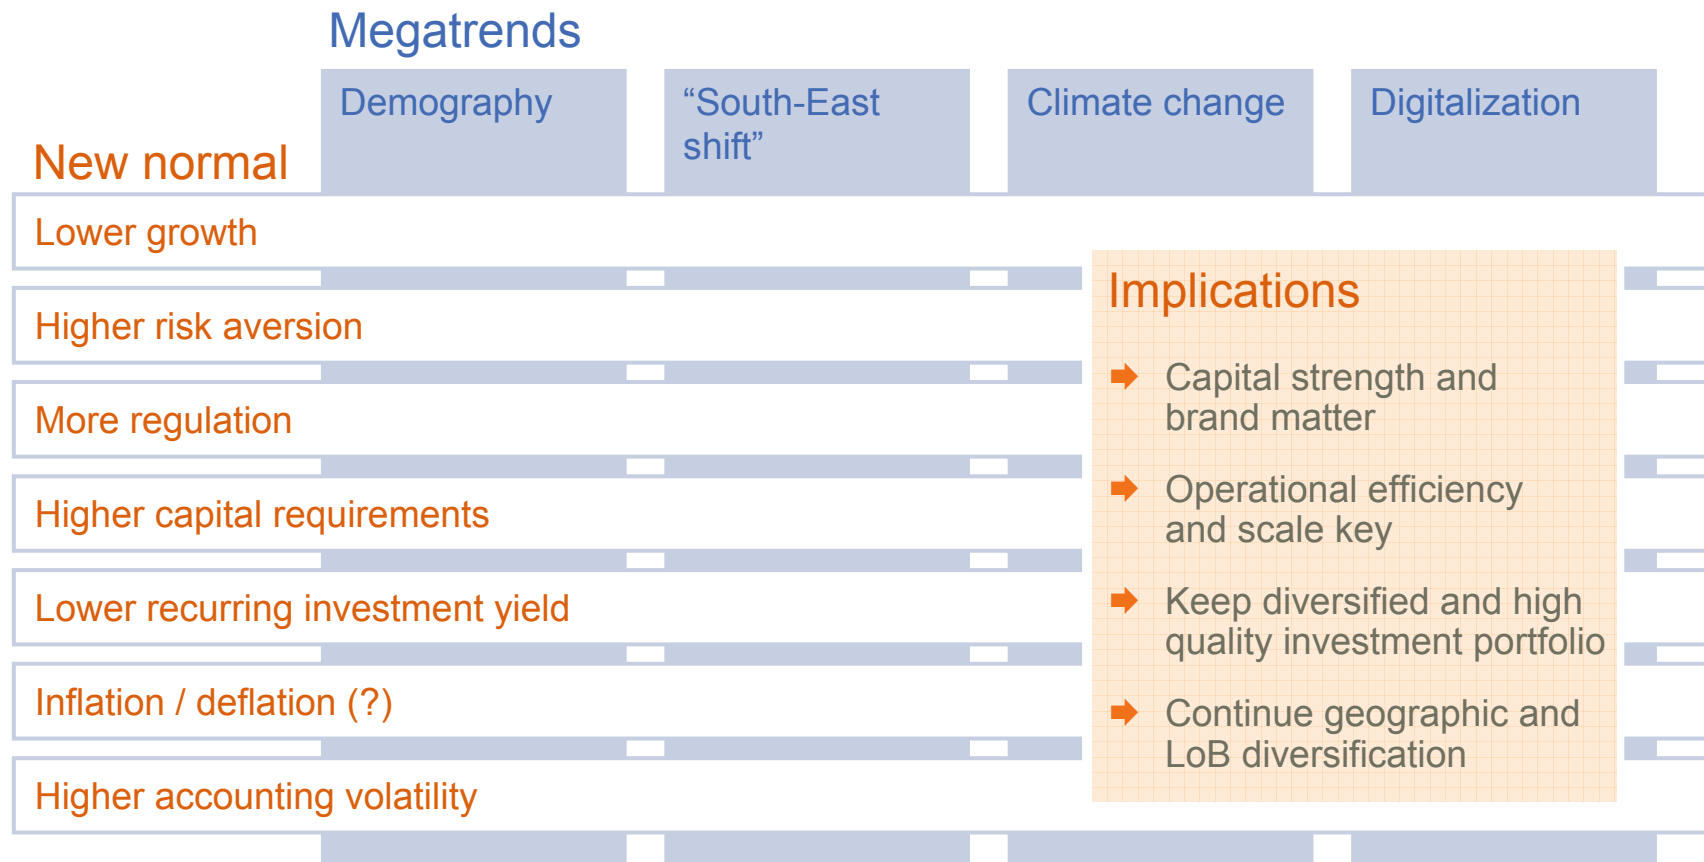 Megatrends
Demography
“South-East
shift”
Climate change
Digitalization
New normal
Lower growth
Higher risk aversion
More regulation
Higher capital requirements
Lower recurring investment yield
Inflation / deflation (?)
Higher accounting volatility
Implications
Capital strength and
brand matter
Operational efficiency
and scale key
Keep diversified and high
quality investment portfolio
Continue geographic and
LoB diversification